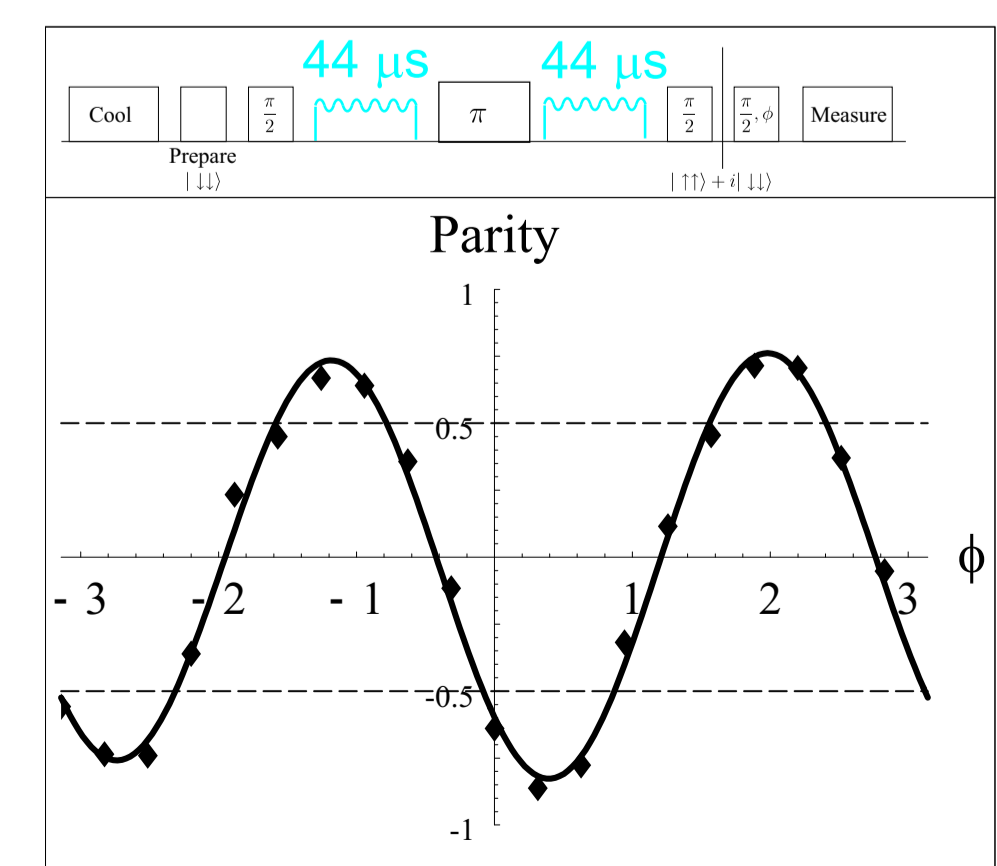 44 μs 44 μs
Cool π/2 π π/2 π/2, ϕ Measure
Prepare
| ↓↓⟩ | ↑↑⟩ + i| ↓↓⟩
Parity
1
0.5
ϕ
- 3 - 2 - 1 1 2 3
-0.5
-1